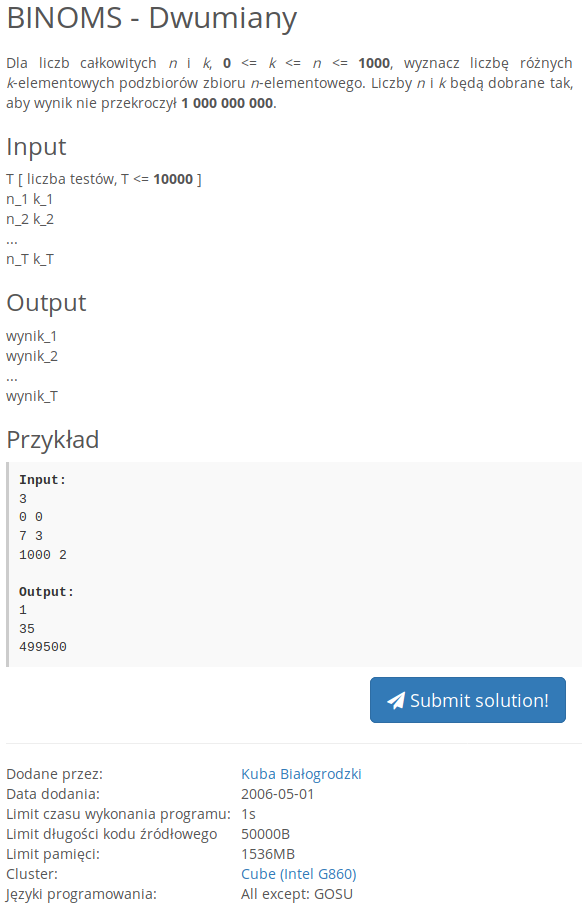 BINOMS - Dwumiany
Dla liczb całkowitych n i k, 0 <= k <= n <= 1000, wyznacz liczbę różnych
k-elementowych podzbiorów zbioru n-elementowego. Liczby n i k będą dobrane tak,
aby wynik nie przekroczył 1 000 000 000.
Input
T [ liczba testów, T <= 10000 ]
n_1 k_1
n_2 k_2
...
n_T k_T
Output
wynik_1
wynik_2
...
wynik_T
Przykład
Input:
3
0 0
7 3
1000 2
Output:
1
35
499500
Submit solution!
Dodane przez: Kuba Białogrodzki
Data dodania: 2006-05-01
Limit czasu wykonania programu: 1s
Limit długości kodu źródłowego 50000B
Limit pamięci: 1536MB
Cluster: Cube (Intel G860)
Języki programowania: All except: GOSU